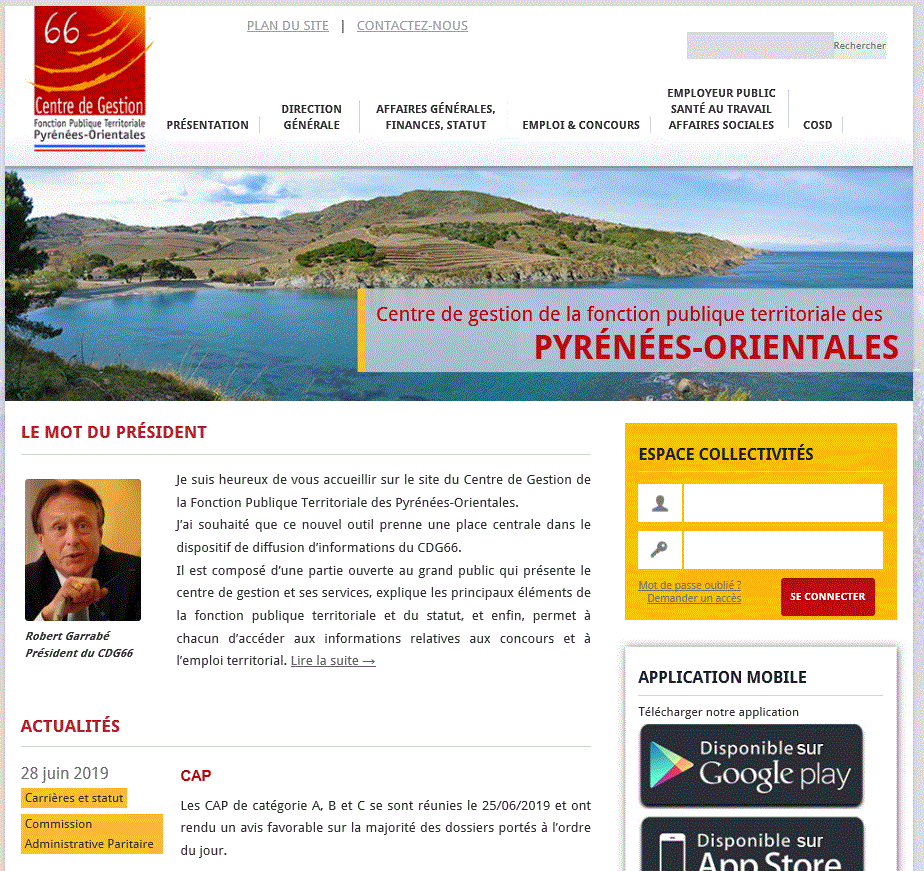 66
Centre de Gestion
Fonction Publique Territoriale
Pyrénées-Orientales
PLAN DU SITE | CONTACTEZ-NOUS
Rechercher
PRÉSENTATION
DIRECTION
GÉNÉRALE
AFFAIRES GÉNÉRALES,
FINANCES, STATUT
EMPLOI & CONCOURS
EMPLOYEUR PUBLIC
SANTÉ AU TRAVAIL
AFFAIRES SOCIALES
COSD
Centre de gestion de la fonction publique territoriale des
PYRÉNÉES-ORIENTALES
LE MOT DU PRÉSIDENT
Robert Garrabé
Président du CDG66
Je suis heureux de vous accueillir sur le site du Centre de Gestion de
la Fonction Publique Territoriale des Pyrénées-Orientales.
J’ai souhaité que ce nouvel outil prenne une place centrale dans le
dispositif de diffusion d’informations du CDG66.
Il est composé d’une partie ouverte au grand public qui présente le
centre de gestion et ses services, explique les principaux éléments de
la fonction publique territoriale et du statut, et enfin, permet à
chacun d’accéder aux informations relatives aux concours et à
l’emploi territorial. Lire la suite →
ACTUALITÉS
28 juin 2019
Carrières et statut
Commission
Administrative Paritaire
CAP
Les CAP de catégorie A, B et C se sont réunies le 25/06/2019 et ont
rendu un avis favorable sur la majorité des dossiers portés à l’ordre
du jour.
ESPACE COLLECTIVITÉS
Mot de passe oublié ?
Demander un accès
SE CONNECTER
APPLICATION MOBILE
Télécharger notre application
Disponible sur
Google play
Disponible sur
App Store